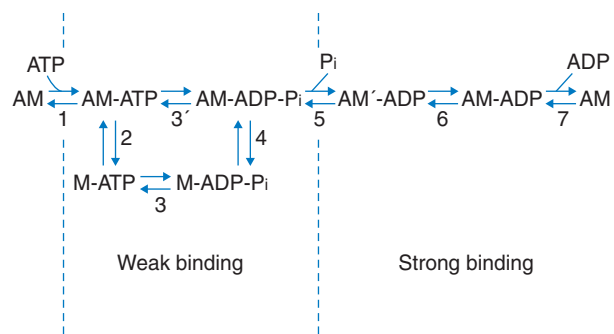 ATP Pi ADP
AM AM-ATP AM-ADP-Pi AM´-ADP AM-ADP AM
1 3´ 5 6 7
2 4
M-ATP M-ADP-Pi
3
Weak binding Strong binding